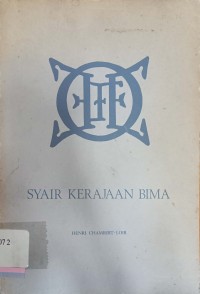 SYAIR KERAJAAN BIMA
HENRI CHAMBERT-LOIR